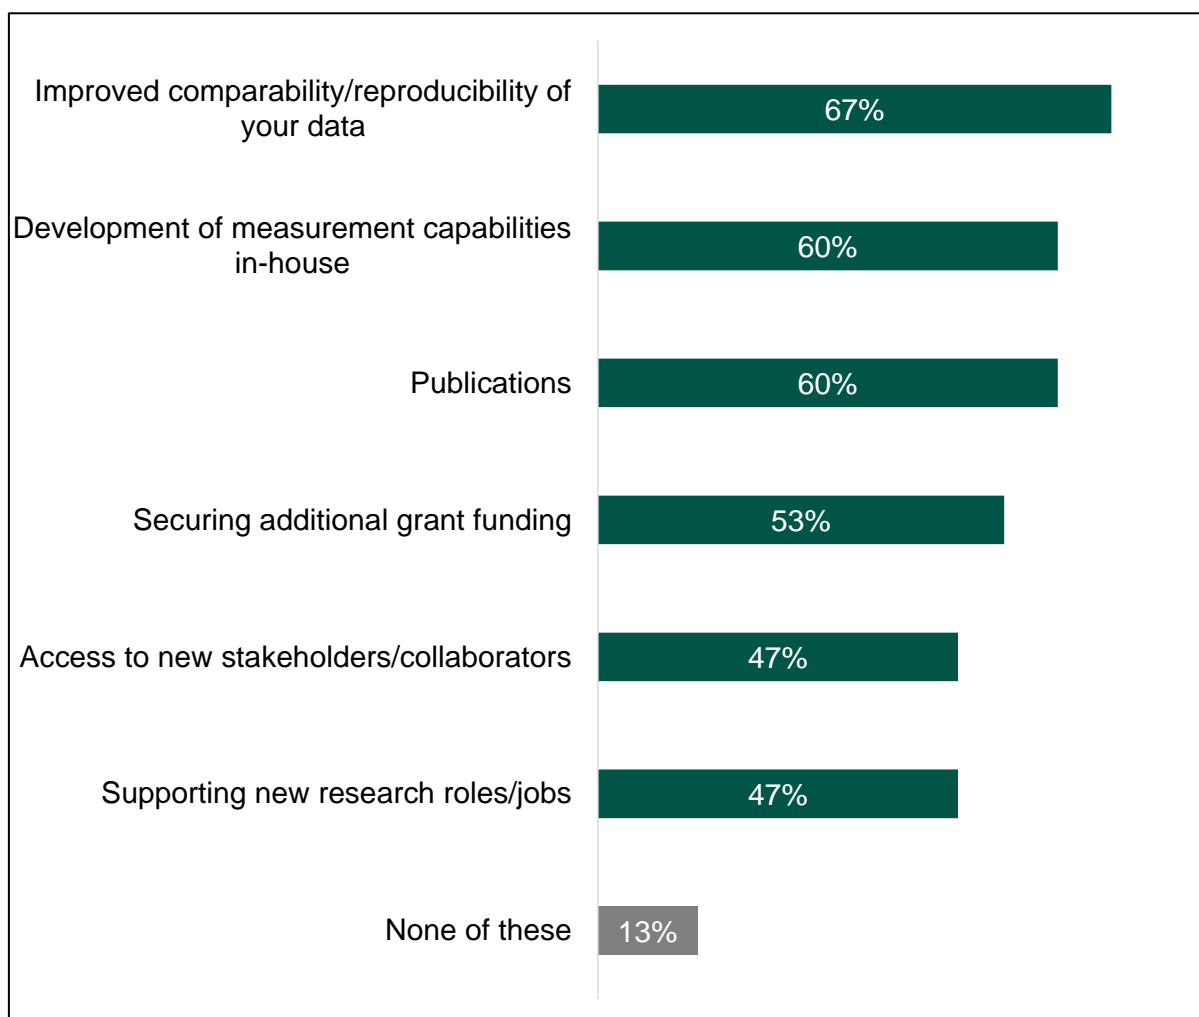 Improved comparability/reproducibility of
your data
67%
Development of measurement capabilities
in-house
60%
Publications
60%
Securing additional grant funding
53%
Access to new stakeholders/collaborators
47%
Supporting new research roles/jobs
47%
None of these
13%